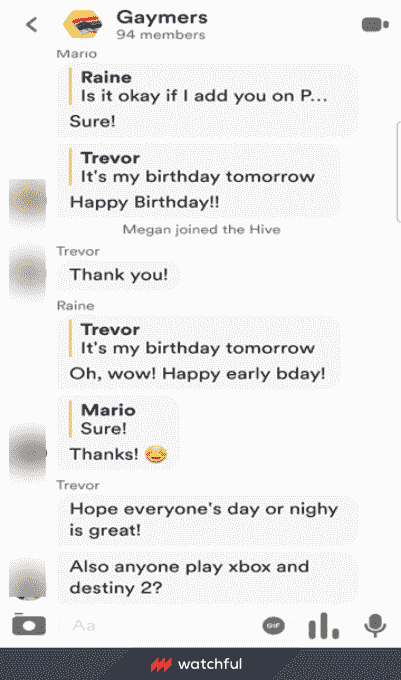 Gaymers
94 members
Mario
Raine
Is it okay if I add you on P...
Sure!
Trevor
It's my birthday tomorrow
Happy Birthday!!
Megan joined the Hive
Trevor
Thank you!
Raine
Trevor
It's my birthday tomorrow
Oh, wow! Happy early bday!
Mario
Sure!
Thanks!
Trevor
Hope everyone's day or nighy
is great!
Also anyone play xbox and
destiny 2?
Aa
GIF
watchful